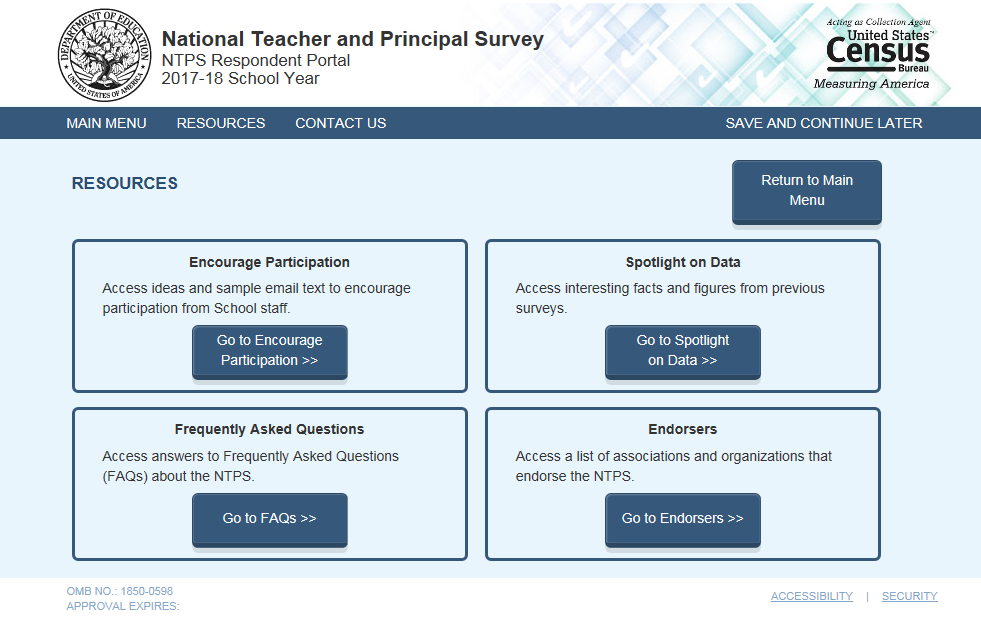 DEPARTMENT OF EDUCATION
UNITED STATES OF AMERICA
National Teacher and Principal Survey
NTPS Respondent Portal
2017-18 School Year
Acting as Collection Agent
United States™
Census
Bureau
Measuring America
MAIN MENU RESOURCES CONTACT US SAVE AND CONTINUE LATER
RESOURCES
Return to Main
Menu
Encourage Participation
Access ideas and sample email text to encourage
participation from School staff.
Go to Encourage
Participation >>
Spotlight on Data
Access interesting facts and figures from previous
surveys.
Go to Spotlight
on Data >>
Frequently Asked Questions
Access answers to Frequently Asked Questions
(FAQs) about the NTPS.
Go to FAQs >>
Endorsers
Access a list of associations and organizations that
endorse the NTPS.
Go to Endorsers >>
OMB NO.: 1850-0598
APPROVAL EXPIRES:
ACCESSIBILITY | SECURITY